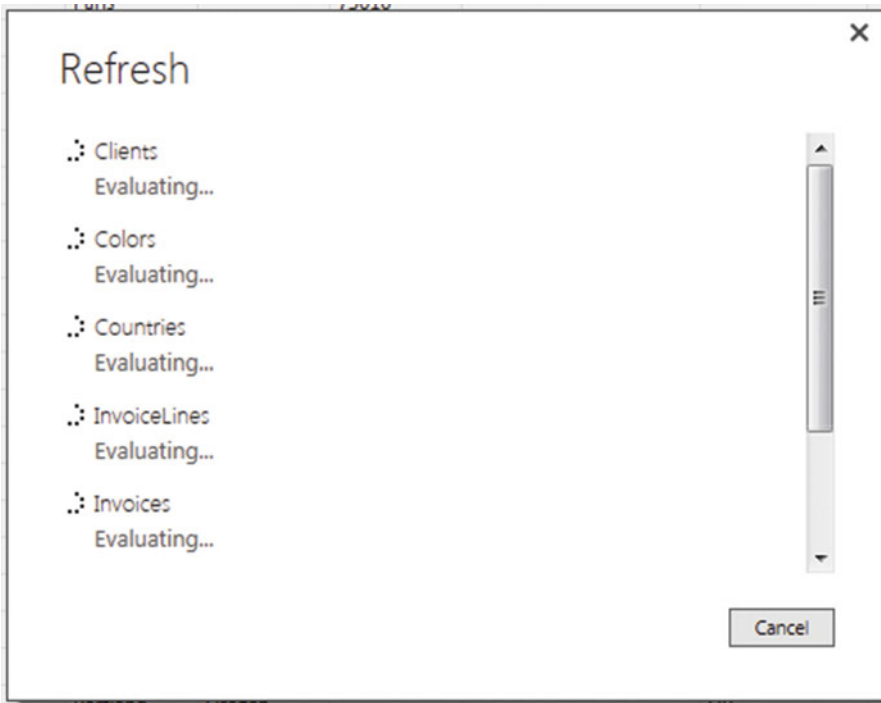 Refresh
Clients
Evaluating...
Colors
Evaluating...
Countries
Evaluating...
InvoiceLines
Evaluating...
Invoices
Evaluating...
Cancel